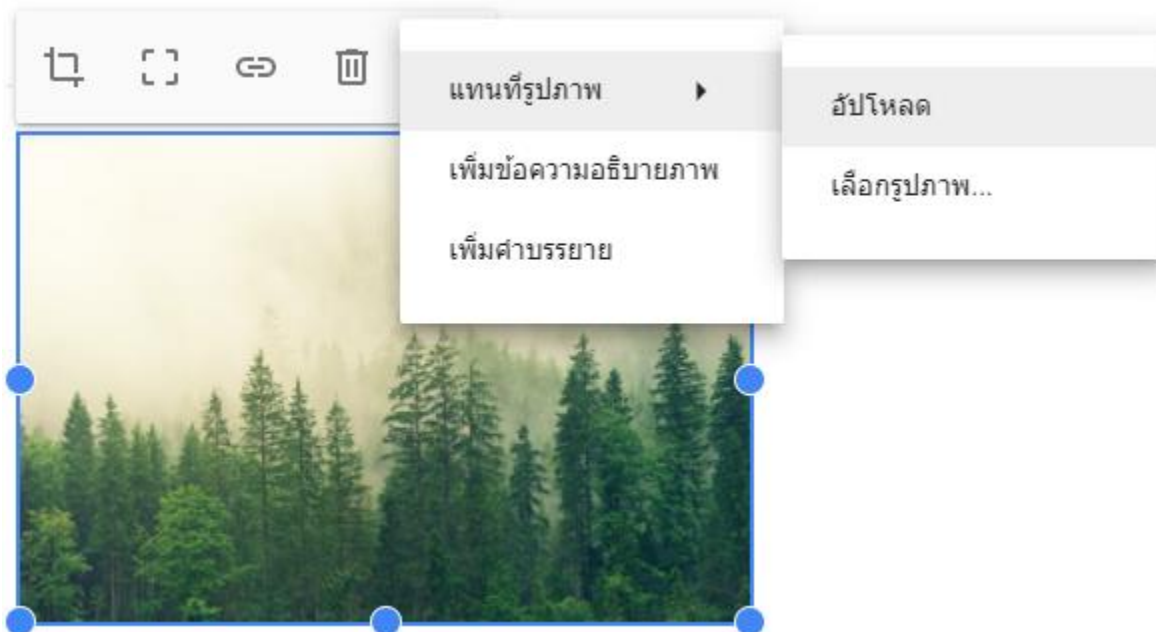 แทนที่รูปภาพ
เพิ่มข้อความอธิบายภาพ
เพิ่มคำบรรยาย
อัปโหลด
เลือกรูปภาพ...